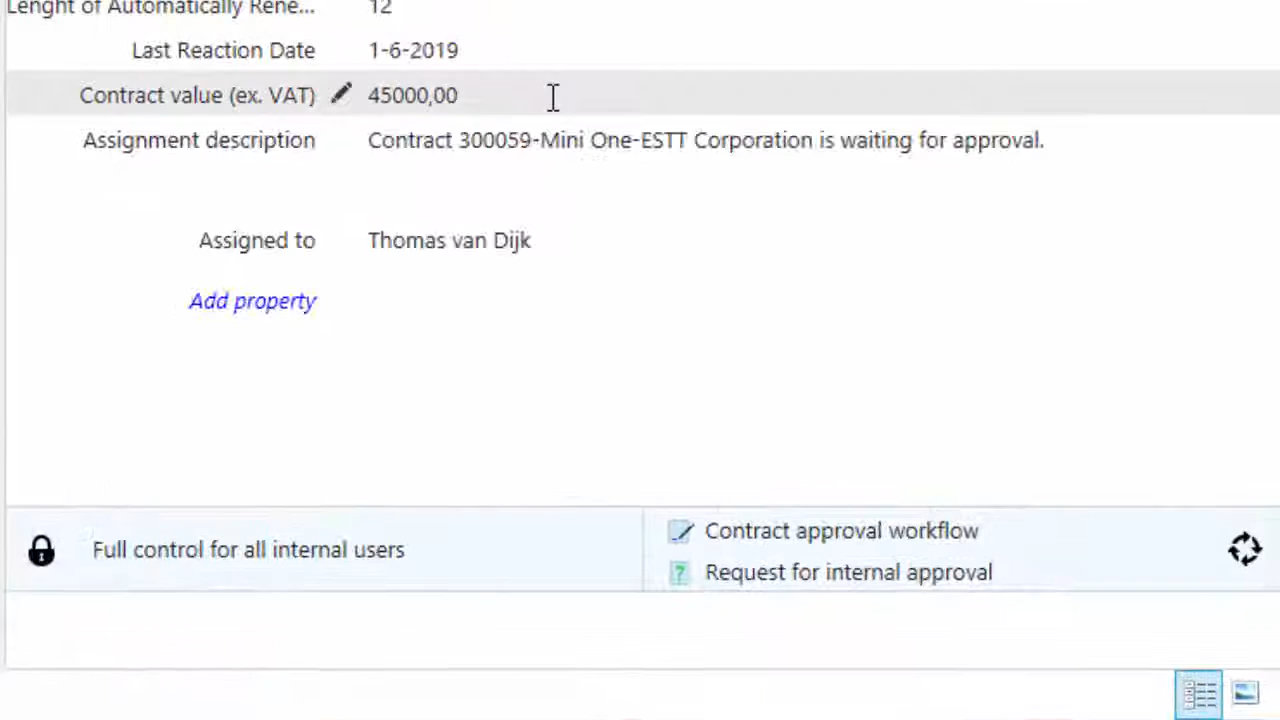 Lenght of Automatically Rene... 12
Last Reaction Date 1-6-2019
Contract value (ex. VAT) 45000,00
Assignment description Contract 300059-Mini One-ESTT Corporation is waiting for approval.
Assigned to Thomas van Dijk
Add property
Full control for all internal users
Contract approval workflow
Request for internal approval